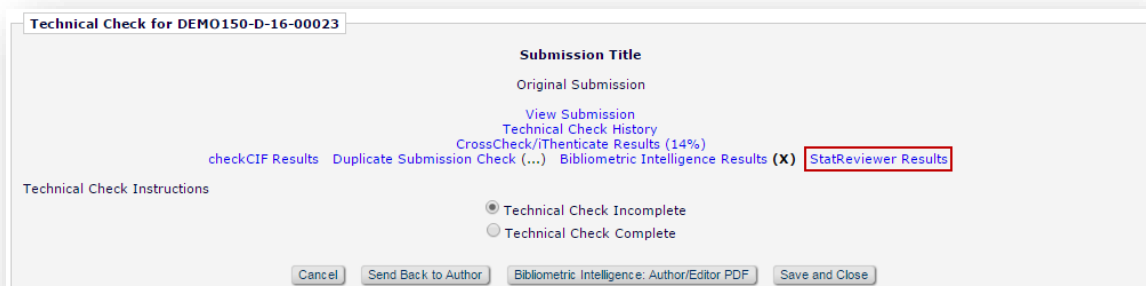 Technical Check for DEMO150-D-16-00023
Submission Title
Original Submission
View Submission
Technical Check History
CrossCheck/iThenticate Results (14%)
checkCIF Results Duplicate Submission Check (...) Bibliometric Intelligence Results (X) StatReviewer Results
Technical Check Instructions
Technical Check Incomplete
Technical Check Complete
Cancel Send Back to Author Bibliometric Intelligence: Author/Editor PDF Save and Close